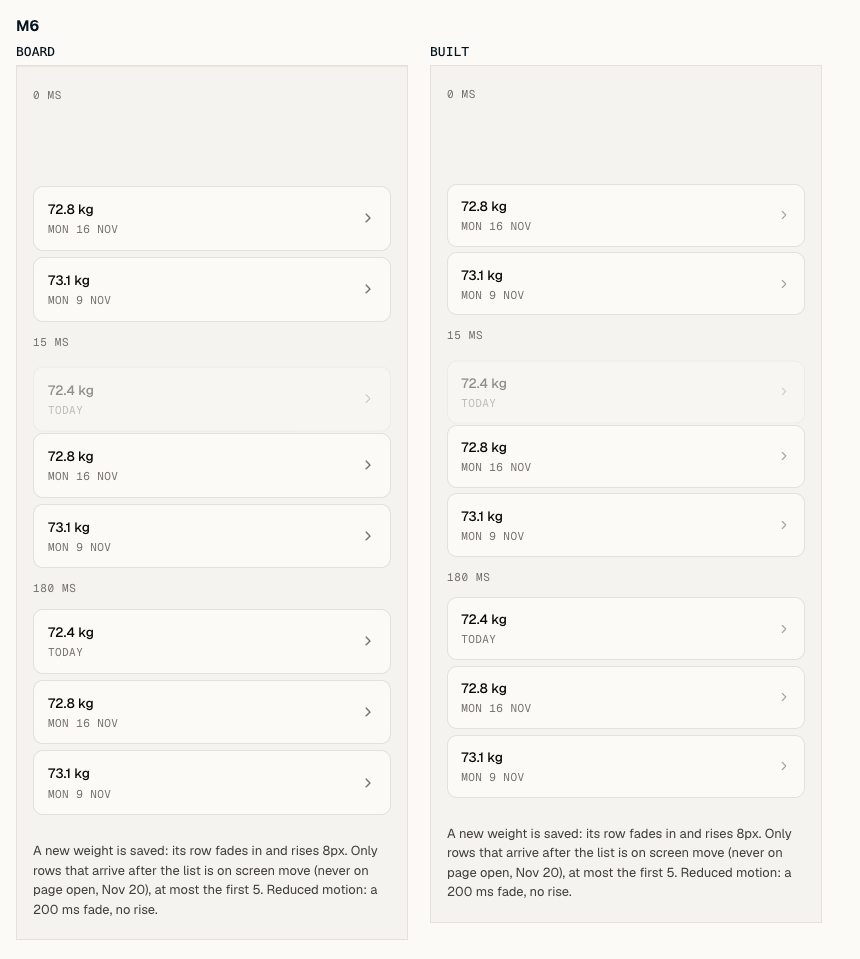 M6
BOARD
0 MS
72.8 kg
MON 16 NOV
73.1 kg
MON 9 NOV
15 MS
72.4 kg
TODAY
72.8 kg
MON 16 NOV
73.1 kg
MON 9 NOV
180 MS
72.4 kg
TODAY
72.8 kg
MON 16 NOV
73.1 kg
MON 9 NOV
A new weight is saved: its row fades in and rises 8px. Only
rows that arrive after the list is on screen move (never on
page open, Nov 20), at most the first 5. Reduced motion: a
200 ms fade, no rise.
BUILT
0 MS
72.8 kg
MON 16 NOV
73.1 kg
MON 9 NOV
15 MS
72.4 kg
TODAY
72.8 kg
MON 16 NOV
73.1 kg
MON 9 NOV
180 MS
72.4 kg
TODAY
72.8 kg
MON 16 NOV
73.1 kg
MON 9 NOV
A new weight is saved: its row fades in and rises 8px. Only
rows that arrive after the list is on screen move (never on
page open, Nov 20), at most the first 5. Reduced motion: a
200 ms fade, no rise.